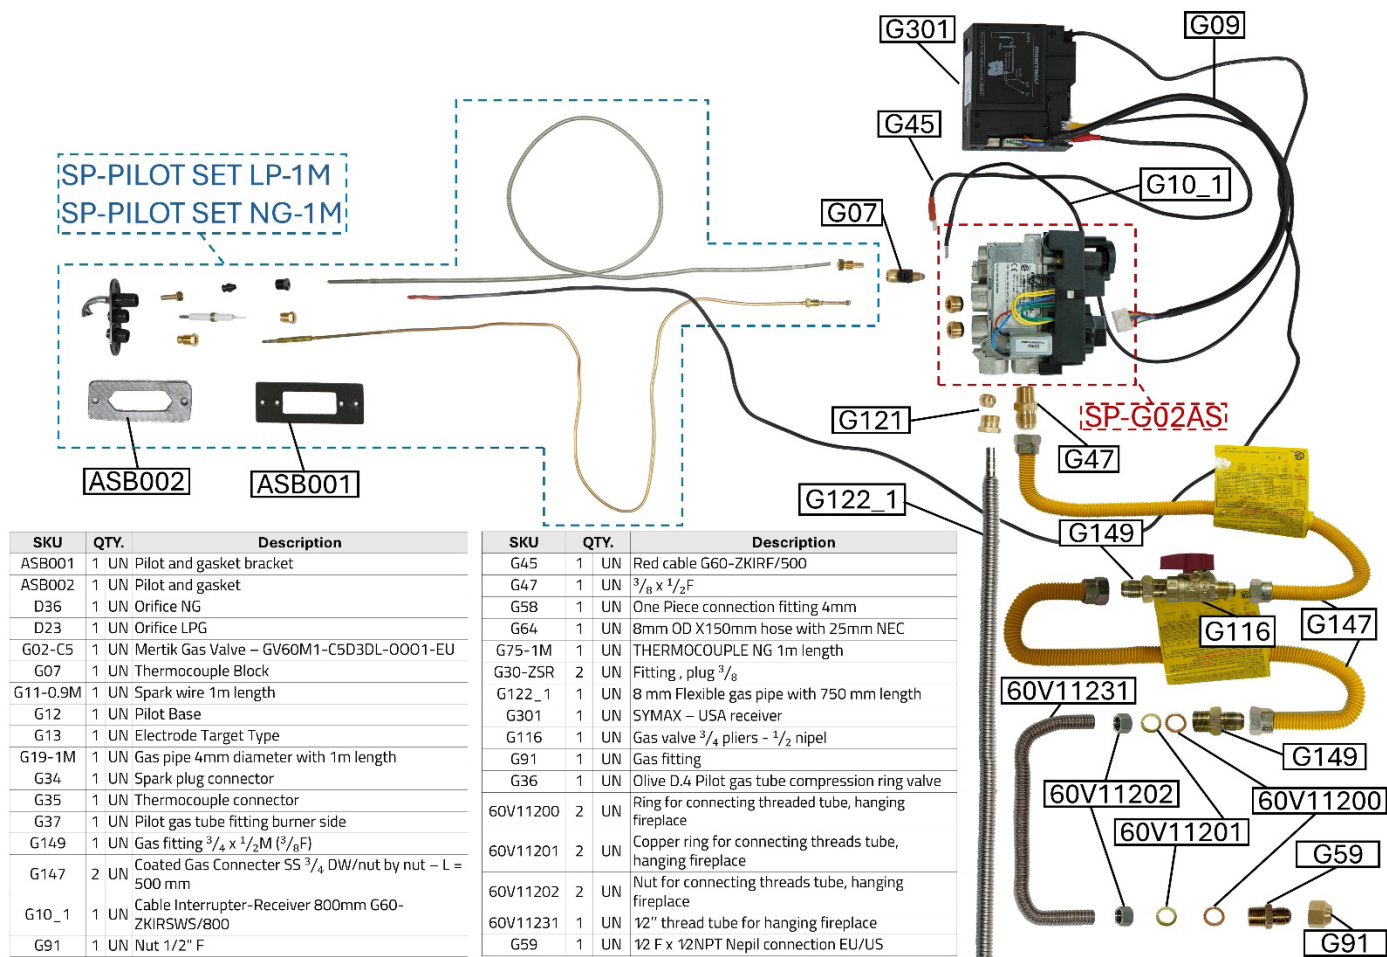 G301
G09
G45
G10_1
SP-PILOT SET LP-1M
SP-PILOT SET NG-1M
G07
SP-G02AS
G121
G47
ASB002
ASB001
G122_1
G149
G116
G147
60V11231
G149
60V11202
60V11200
60V11201
G59
G91
SKU QTY. Description
ASB001 1 UN Pilot and gasket bracket
ASB002 1 UN Pilot and gasket
D36 1 UN Orifice NG
D23 1 UN Orifice LPG
G02-C5 1 UN Mertik Gas Valve – GV60M1-C5D3DL-0001-EU
G07 1 UN Thermocouple Block
G11-0.9M 1 UN Spark wire 1m length
G12 1 UN Pilot Base
G13 1 UN Electrode Target Type
G19-1M 1 UN Gas pipe 4mm diameter with 1m length
G34 1 UN Spark plug connector
G35 1 UN Thermocouple connector
G37 1 UN Pilot gas tube fitting burner side
G149 1 UN Gas fitting 3/4 x 1/2M (3/8F)
G147 2 UN Coated Gas Connecter SS 3/4 DW/nut by nut – L =
500 mm
G10_1 1 UN Cable Interrupter-Receiver 800mm G60-
ZKIRSWS/800
G91 1 UN Nut 1/2" F
SKU QTY. Description
G45 1 UN Red cable G60-ZKIRF/500
G47 1 UN 3/8 x 1/2F
G58 1 UN One Piece connection fitting 4mm
G64 1 UN 8mm OD X150mm hose with 25mm NEC
G75-1M 1 UN THERMOCOUPLE NG 1m length
G30-ZSR 2 UN Fitting , plug 3/8
G122_1 1 UN 8 mm Flexible gas pipe with 750 mm length
G301 1 UN SYMAX – USA receiver
G116 1 UN Gas valve 3/4 pliers - 1/2 nipel
G91 1 UN Gas fitting
G36 1 UN Olive D.4 Pilot gas tube compression ring valve
60V11200 2 UN Ring for connecting threaded tube, hanging
fireplace
60V11201 2 UN Copper ring for connecting threads tube,
hanging fireplace
60V11202 2 UN Nut for connecting threads tube, hanging
fireplace
60V11231 1 UN 1/2'' thread tube for hanging fireplace
G59 1 UN 1/2 F x 1/2NPT Nepil connection EU/US